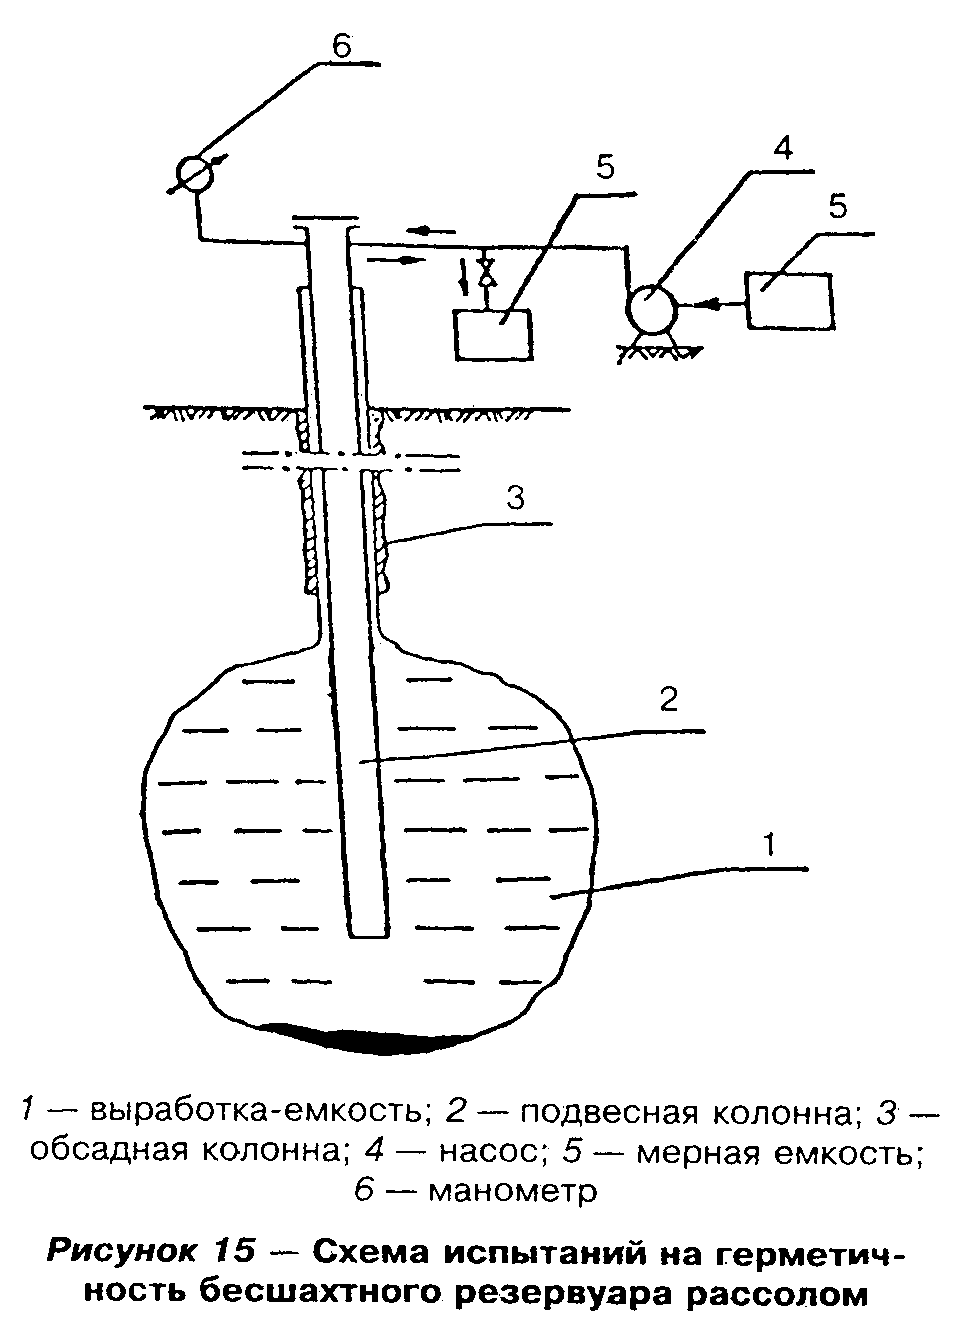 6
5
4
5
3
2
1
1 — выработка-емкость; 2 — подвесная колонна; 3 —
обсадная колонна; 4 — насос; 5 — мерная емкость;
6 — манометр
Рисунок 15 — Схема испытаний на герметич-
ность бесшахтного резервуара рассолом